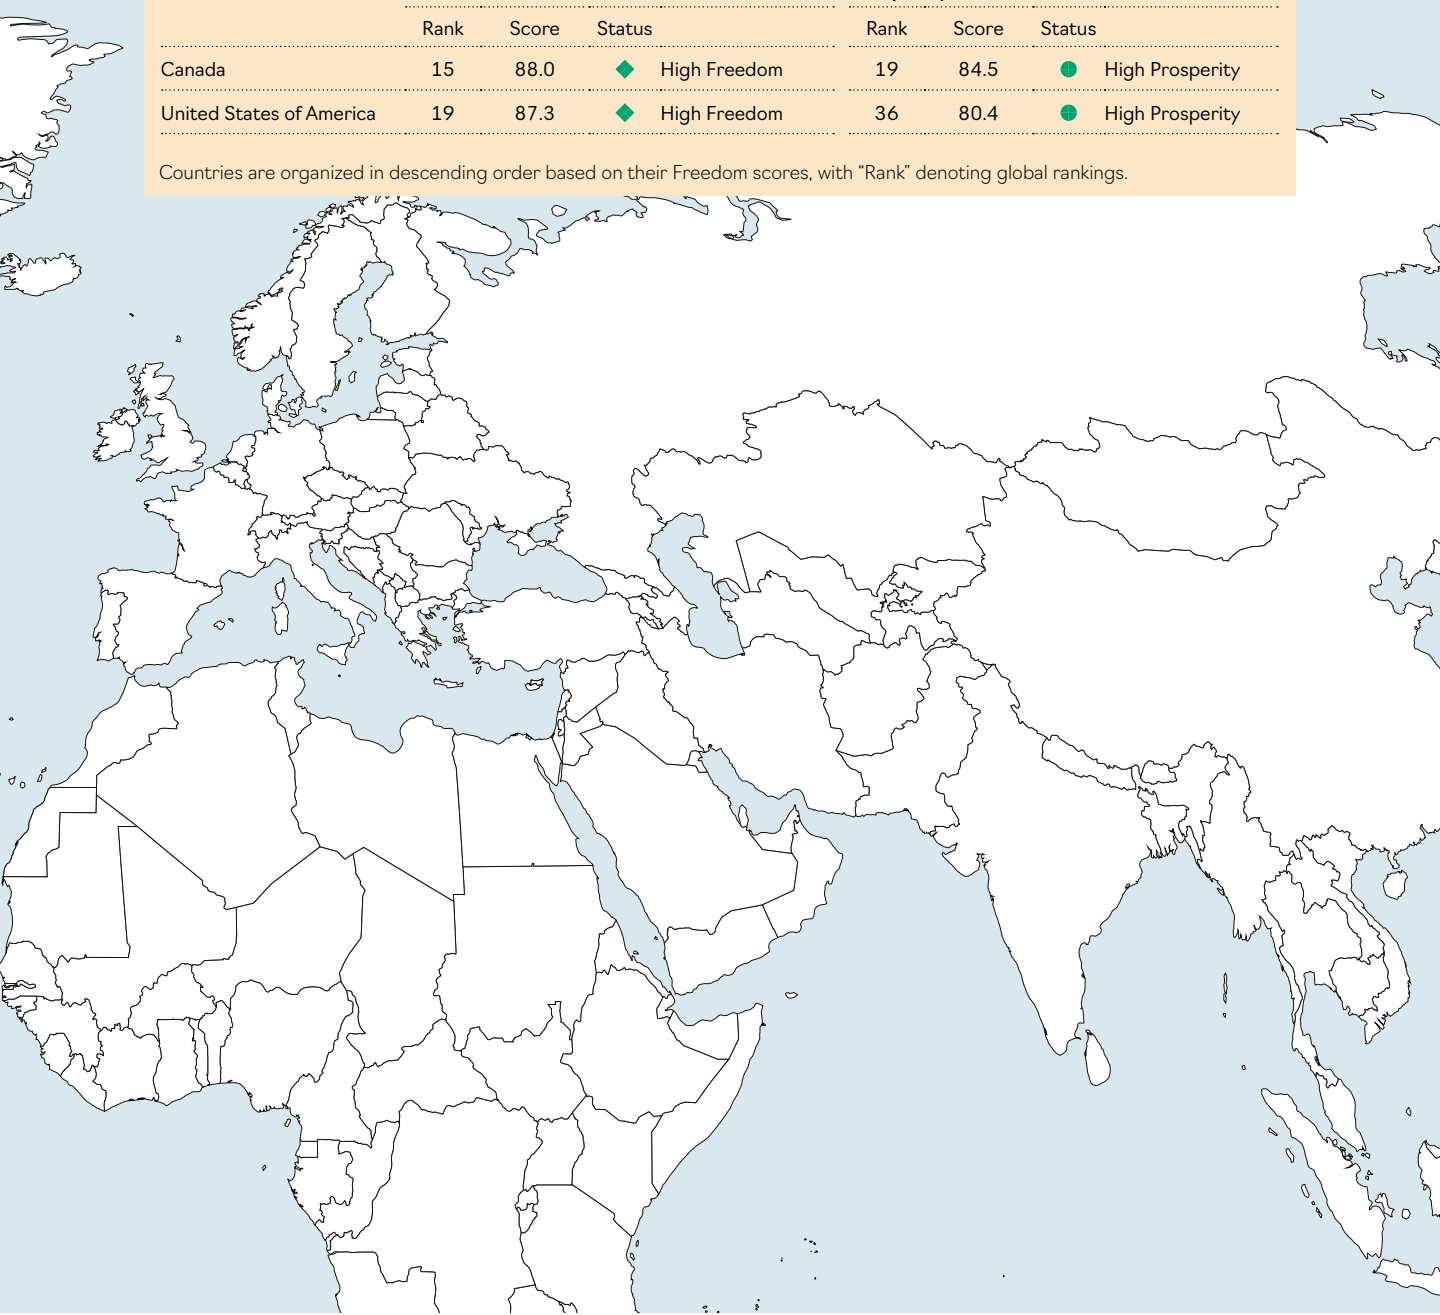 Rank Score Status Rank Score Status
Canada 15 88.0 High Freedom 19 84.5 High Prosperity
United States of America 19 87.3 High Freedom 36 80.4 High Prosperity
Countries are organized in descending order based on their Freedom scores, with “Rank” denoting global rankings.